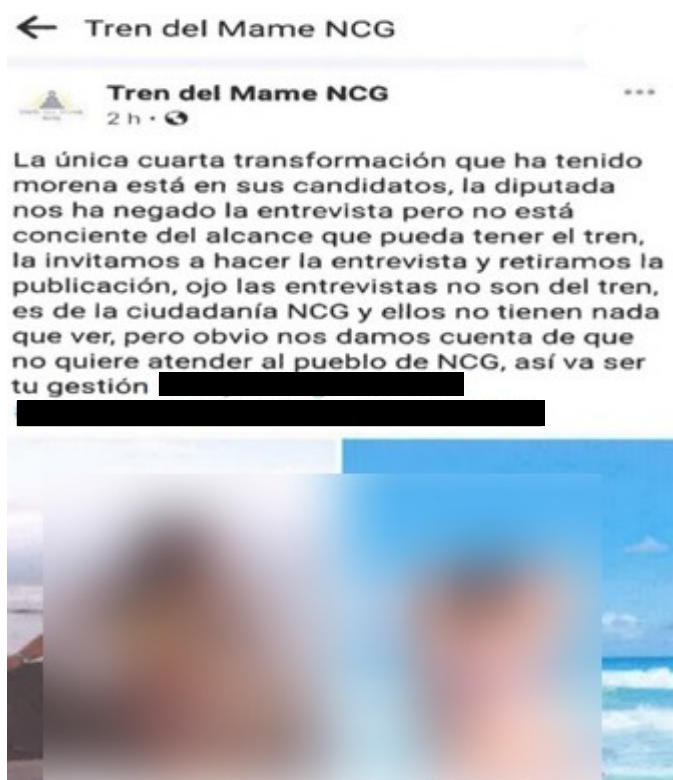 Tren del Mame NCG
Tren del Mame NCG
2 h ·
La única cuarta transformación que ha tenido
morena está en sus candidatos, la diputada
nos ha negado la entrevista pero no está
conciente del alcance que pueda tener el tren,
la invitamos a hacer la entrevista y retiramos la
publicación, ojo las entrevistas no son del tren,
es de la ciudadanía NCG y ellos no tienen nada
que ver, pero obvio nos damos cuenta de que
no quiere atender al pueblo de NCG, así va ser
tu gestión